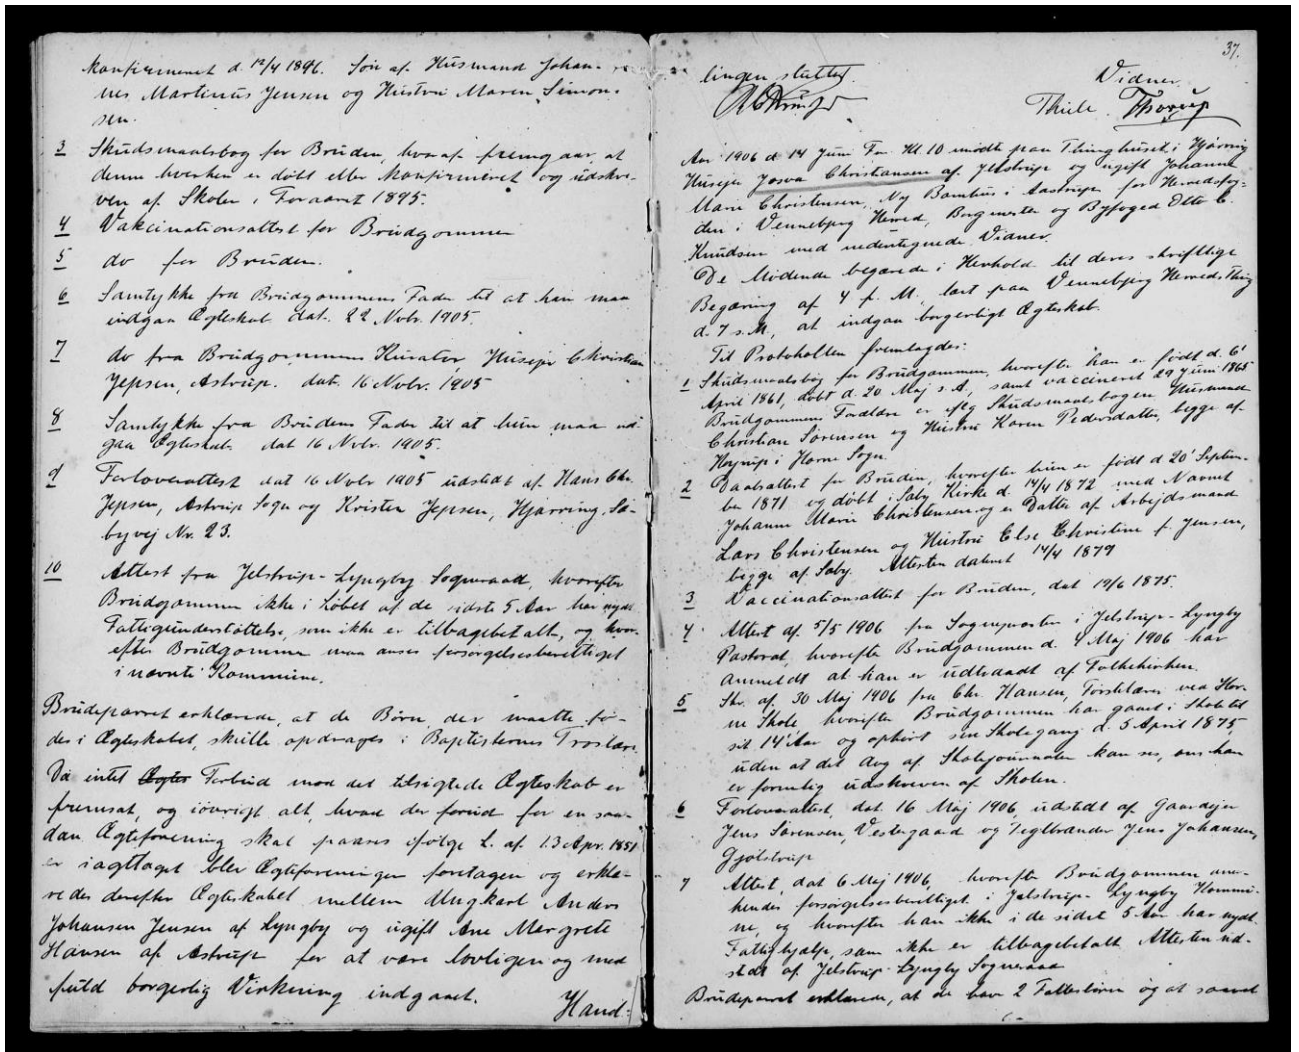 konfirmeret d. 12/4 1896. Søn af Husmand Johan-
nes Martinus Jensen og Hustru Maren Simon-
sen.
3 Skudsmaalsbog for Bruden, hvoraf fremgaar, at
denne hverken er døbt eller konfirmeret og udskre-
ven af Skolen i Foraaret 1895.
4 Vakcinationsattest for Brudgommen
5 do for Bruden.
6 Samtykke fra Brudgommens Fader til at han maa
indgaa Ægteskab. dat. 22 Novbr. 1905.
7 do fra Brudgommens Kurator Husejer Christian
Jepsen, Astrup. dat. 16 Novbr. 1905
8 Samtykke fra Brudens Fader til at hun maa ind
gaa Ægteskab dat 16 Nvbr. 1905.
9 Forloverattest dat 16 Nvbr 1905 udstedt af Hans Chr.
Jepsen, Astrup Sogn og Kristen Jepsen, Hjørring, Sæ-
byvej Nr. 23.
10 Attest fra Jelstrup-Lyngby Sogneraad, hvorefter
Brudgommen ikke i Løbet af de sidste 5 Aar har nydt
Fattigunderstøttelse, som ikke er tilbagebetalt, og hvor-
efter Brudgommen maa anses forsørgelsesberettiget
i nævnte Kommune.
Brudeparret erklærede, at de Børn, der maatte fø-
des i Ægteskabet, skulle opdrages i Baptisternes Troslære.
Da intet Ægtes Forbud mod det tilsigtede Ægteskab er
fremsat, og iøvrigt alt, hvad der forud for en saa-
dan Ægteforening skal paases ifølge L. af 13 Apr. 1851
er iagttaget blev Ægteforeningen foretagen og erklæ-
redes derefter Ægteskabet mellem Ungkarl Anders
Johansen Jensen af Lyngby og ugift Ane Margrete
Hansen af Astrup for at være lovligen og med
fuld borgerlig Virkning indgaaet.
Hand-
37.
lingen sluttet.
Vidner
Thiele. Thorup
Aar 1906 d. 14 Juni Fm. Kl. 10 mødte paa Thinghuset i Hjørring
Husejer Josva Christiansen af Jelstrup og ugift Johanne
Marie Christensen, Ny Bamhus i Aastrup for Herredsfog-
den i Vennebjerg Herred, Borgmester og Byfoged Otto C.
Knudsen med undertegnede Vidner.
De Mødende begærede i Henhold til deres skriftlige
Begæring af 4 f. M., læst paa Vennebjerg Herreds Thing
d. 7 s. M., at indgaa borgerligt Ægteskab.
Til Protokollen fremlagdes:
1 Skudsmaalsbog for Brudgommen, hvorefter han er født d. 6'
April 1861, døbt d. 20 Maj s. A., samt vaccineret 29 Juni 1865
Brudgommens Forældre er iflg Skudsmaalsbogen Husmand
Christian Sørensen og Hustru Karen Pedersdatter, begge af
Højrup i Horne Sogn.
2 Daabsattest for Bruden, hvorefter hun er født d 20' Septem-
ber 1871 og døbt i Saby Kirke d. 14/4 1872 med Navnet
Johanne Marie Christensen og er Datter af Arbejdsmand
Lars Christensen og Hustru Else Christine f. Jensen,
begge af Saby. Attesten dateret 14/4 1879
3 Vaccinationsattest for Bruden, dat 19/6 1875.
4 Attest af 5/5 1906 fra Sognepræsten i Jelstrup-Lyngby
Pastorat, hvorefter Brudgommen d. 4 Maj 1906 har
anmeldt at han er udtraadt af Folkekirken.
5 Skr. af 30 Maj 1906 fra Chr. Hansen, Førstelærer ved Hor-
ne Skole hvorefter Brudgommen har gaaet i Skole til
sit 14' Aar og ophørt sin Skolegang d. 5 April 1875,
uden at det dog af Skolejournalen kan ses, om han
er formelig udskreven af Skolen.
6 Forloverattest, dat. 16 Maj 1906, udstedt af Gaardejer
Jens Sørensen, Vestergaard og Teglbrænder Jens Johansen,
Gjølstrup
7 Attest, dat 6 Maj 1906, hvorefter Brudgommen aner-
kendes forsørgelsesberettiget i Jelstrup-Lyngby Kommu-
ne, og hvorefter han ikke i de sidst 5 Aar har nydt
Fattighjælp, som ikke er tilbagebetalt. Attesten ud-
stedt af Jelstrup-Lyngby Sogneraad
Brudeparret erklærede, at de have 2 Fællesbørn og at saavel